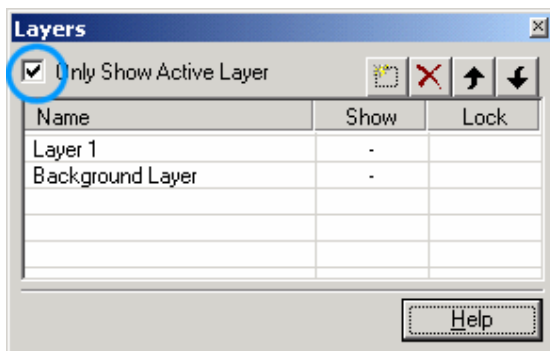 Layers
Only Show Active Layer
Name Show Lock
Layer 1 -
Background Layer -
Help